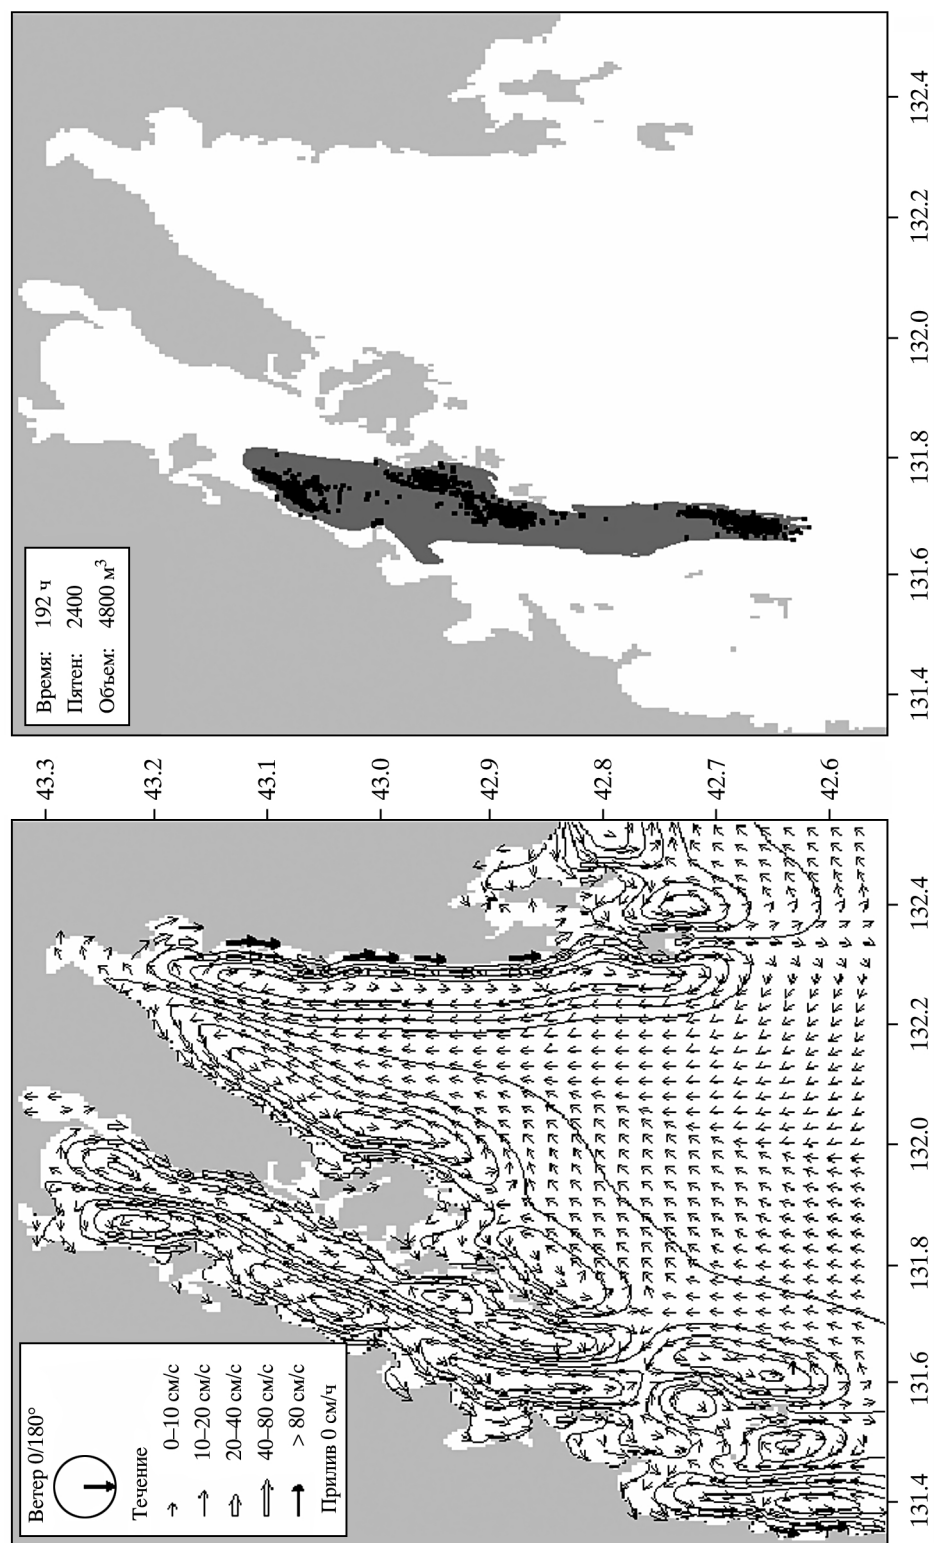 Ветер 0/180°
Течение
0–10 см/с
10–20 см/с
20–40 см/с
40–80 см/с
> 80 см/с
Прилив 0 см/ч
131.4
131.6
131.8
132.0
132.2
132.4
43.3
43.2
43.1
43.0
42.9
42.8
42.7
42.6
Время: 192 ч
Пятен: 2400
Объем: 4800 м³
131.4
131.6
131.8
132.0
132.2
132.4